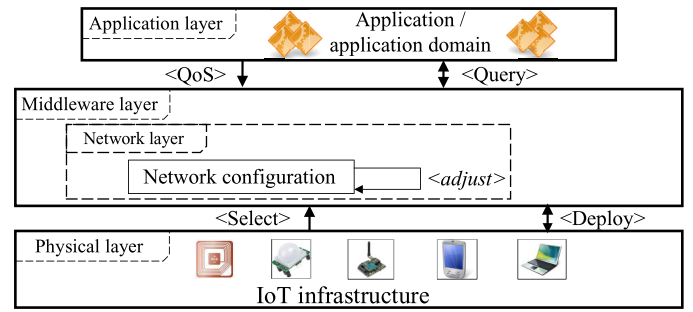 Application layer
Application /
application domain
<QoS>
<Query>
Middleware layer
Network layer
Network configuration
<adjust>
<Select>
<Deploy>
Physical layer
IoT infrastructure